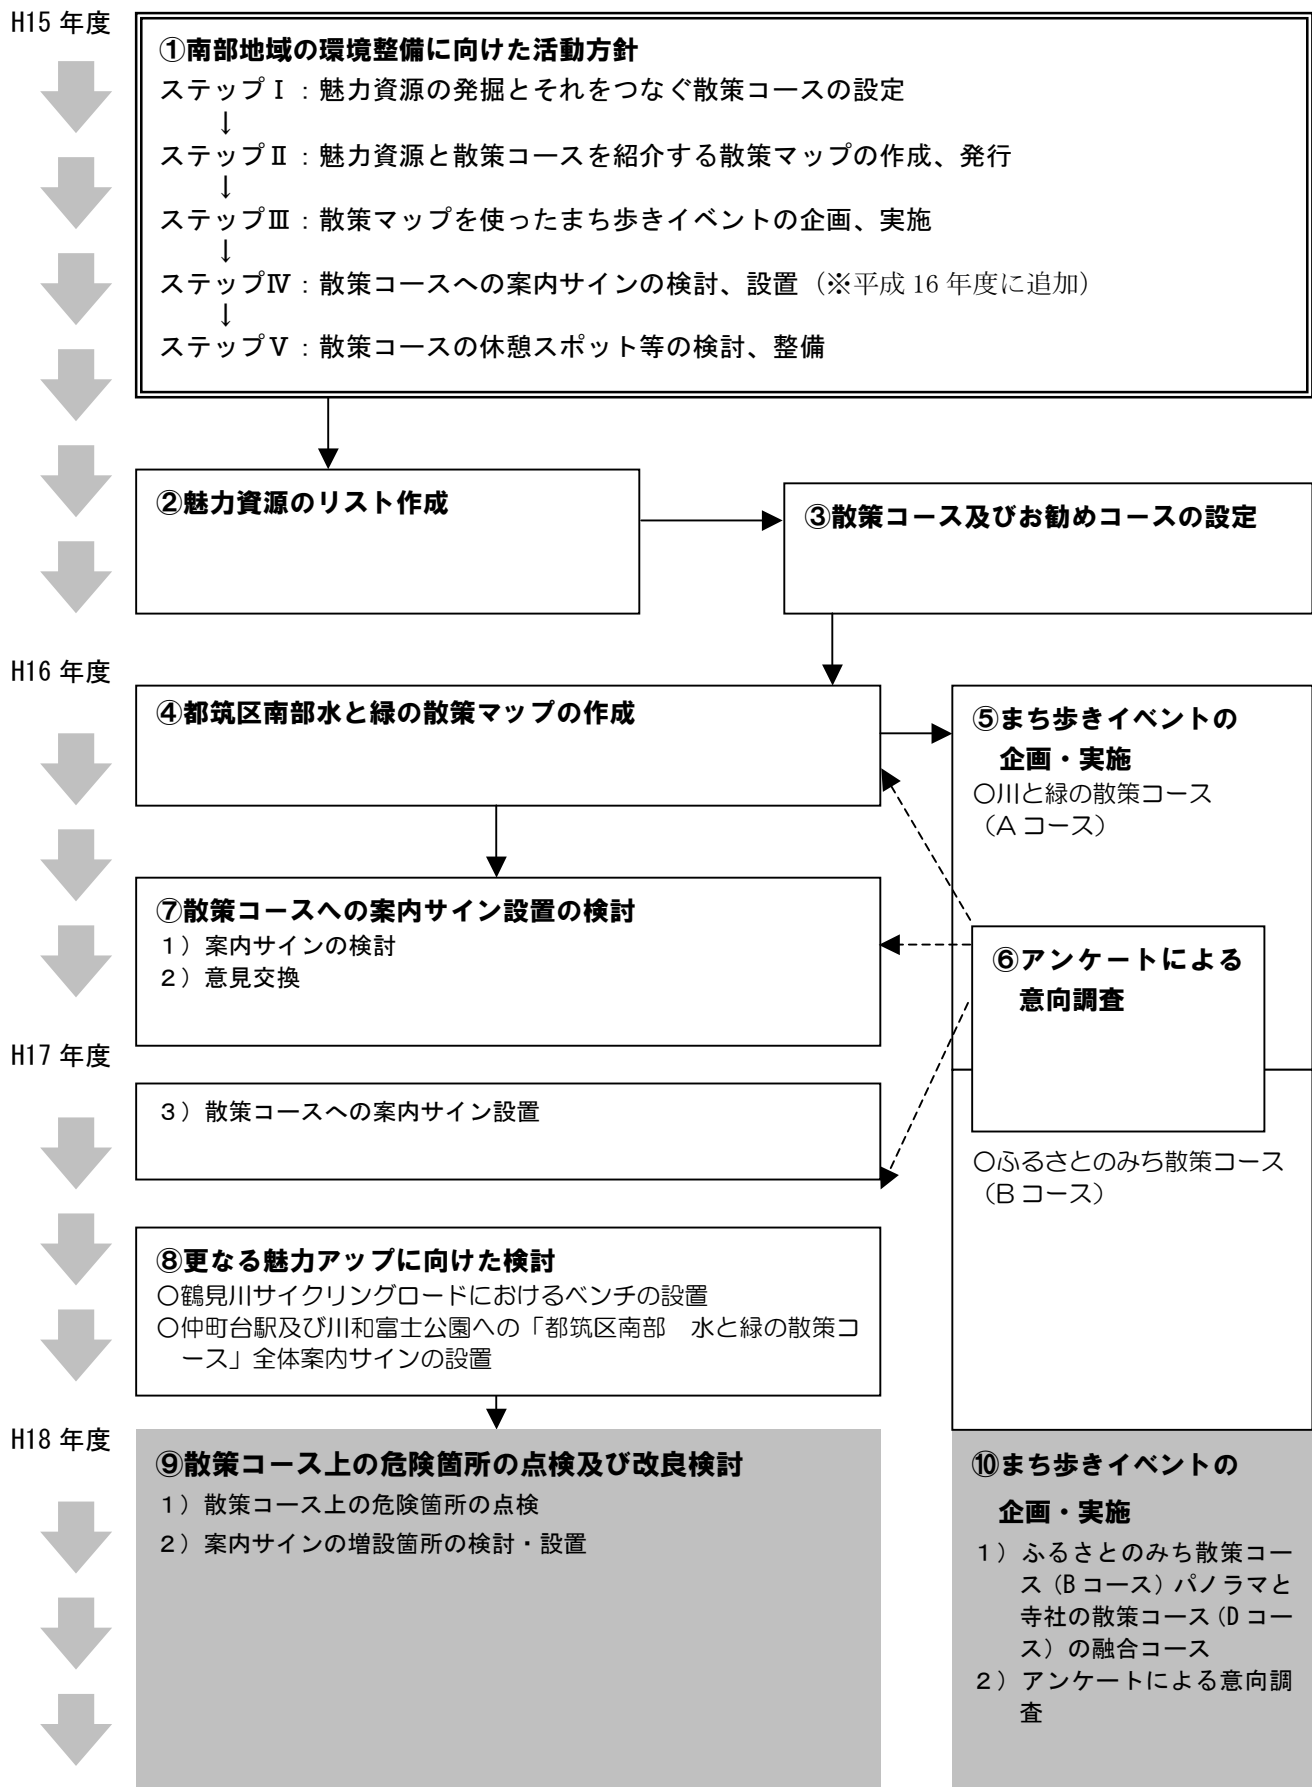 H15 年度
①南部地域の環境整備に向けた活動方針
ステップⅠ：魅力資源の発掘とそれをつなぐ散策コースの設定
↓
ステップⅡ：魅力資源と散策コースを紹介する散策マップの作成、発行
↓
ステップⅢ：散策マップを使ったまち歩きイベントの企画、実施
↓
ステップⅣ：散策コースへの案内サインの検討、設置（※平成 16 年度に追加）
↓
ステップⅤ：散策コースの休憩スポット等の検討、整備
②魅力資源のリスト作成
③散策コース及びお勧めコースの設定
H16 年度
④都筑区南部水と緑の散策マップの作成
⑤まち歩きイベントの
企画・実施
○川と緑の散策コース
（A コース）
⑦散策コースへの案内サイン設置の検討
１）案内サインの検討
２）意見交換
⑥アンケートによる
意向調査
H17 年度
３）散策コースへの案内サイン設置
○ふるさとのみち散策コース
（B コース）
⑧更なる魅力アップに向けた検討
○鶴見川サイクリングロードにおけるベンチの設置
○仲町台駅及び川和富士公園への「都筑区南部　水と緑の散策コ
ース」全体案内サインの設置
H18 年度
⑨散策コース上の危険箇所の点検及び改良検討
１）散策コース上の危険箇所の点検
２）案内サインの増設箇所の検討・設置
⑩まち歩きイベントの
企画・実施
１）ふるさとのみち散策コー
ス（B コース）パノラマと
寺社の散策コース（D コー
ス）の融合コース
２）アンケートによる意向調
査